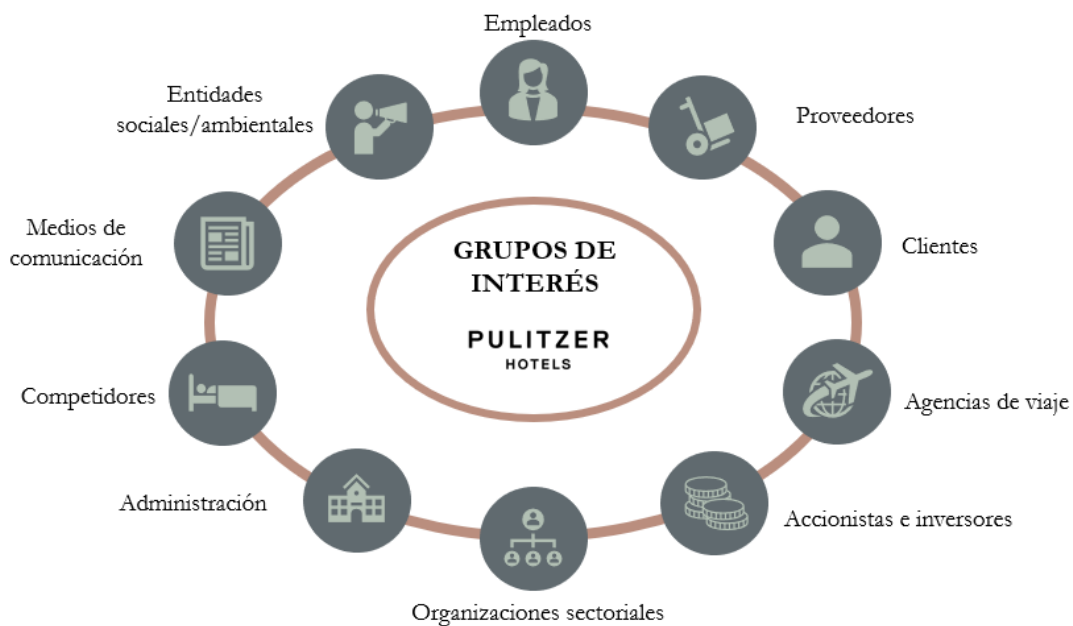 Empleados
Entidades
sociales/ambientales
Proveedores
Medios de
comunicación
Clientes
GRUPOS DE
INTERÉS
PULITZER
HOTELS
Competidores
Agencias de viaje
Administración
Accionistas e inversores
Organizaciones sectoriales